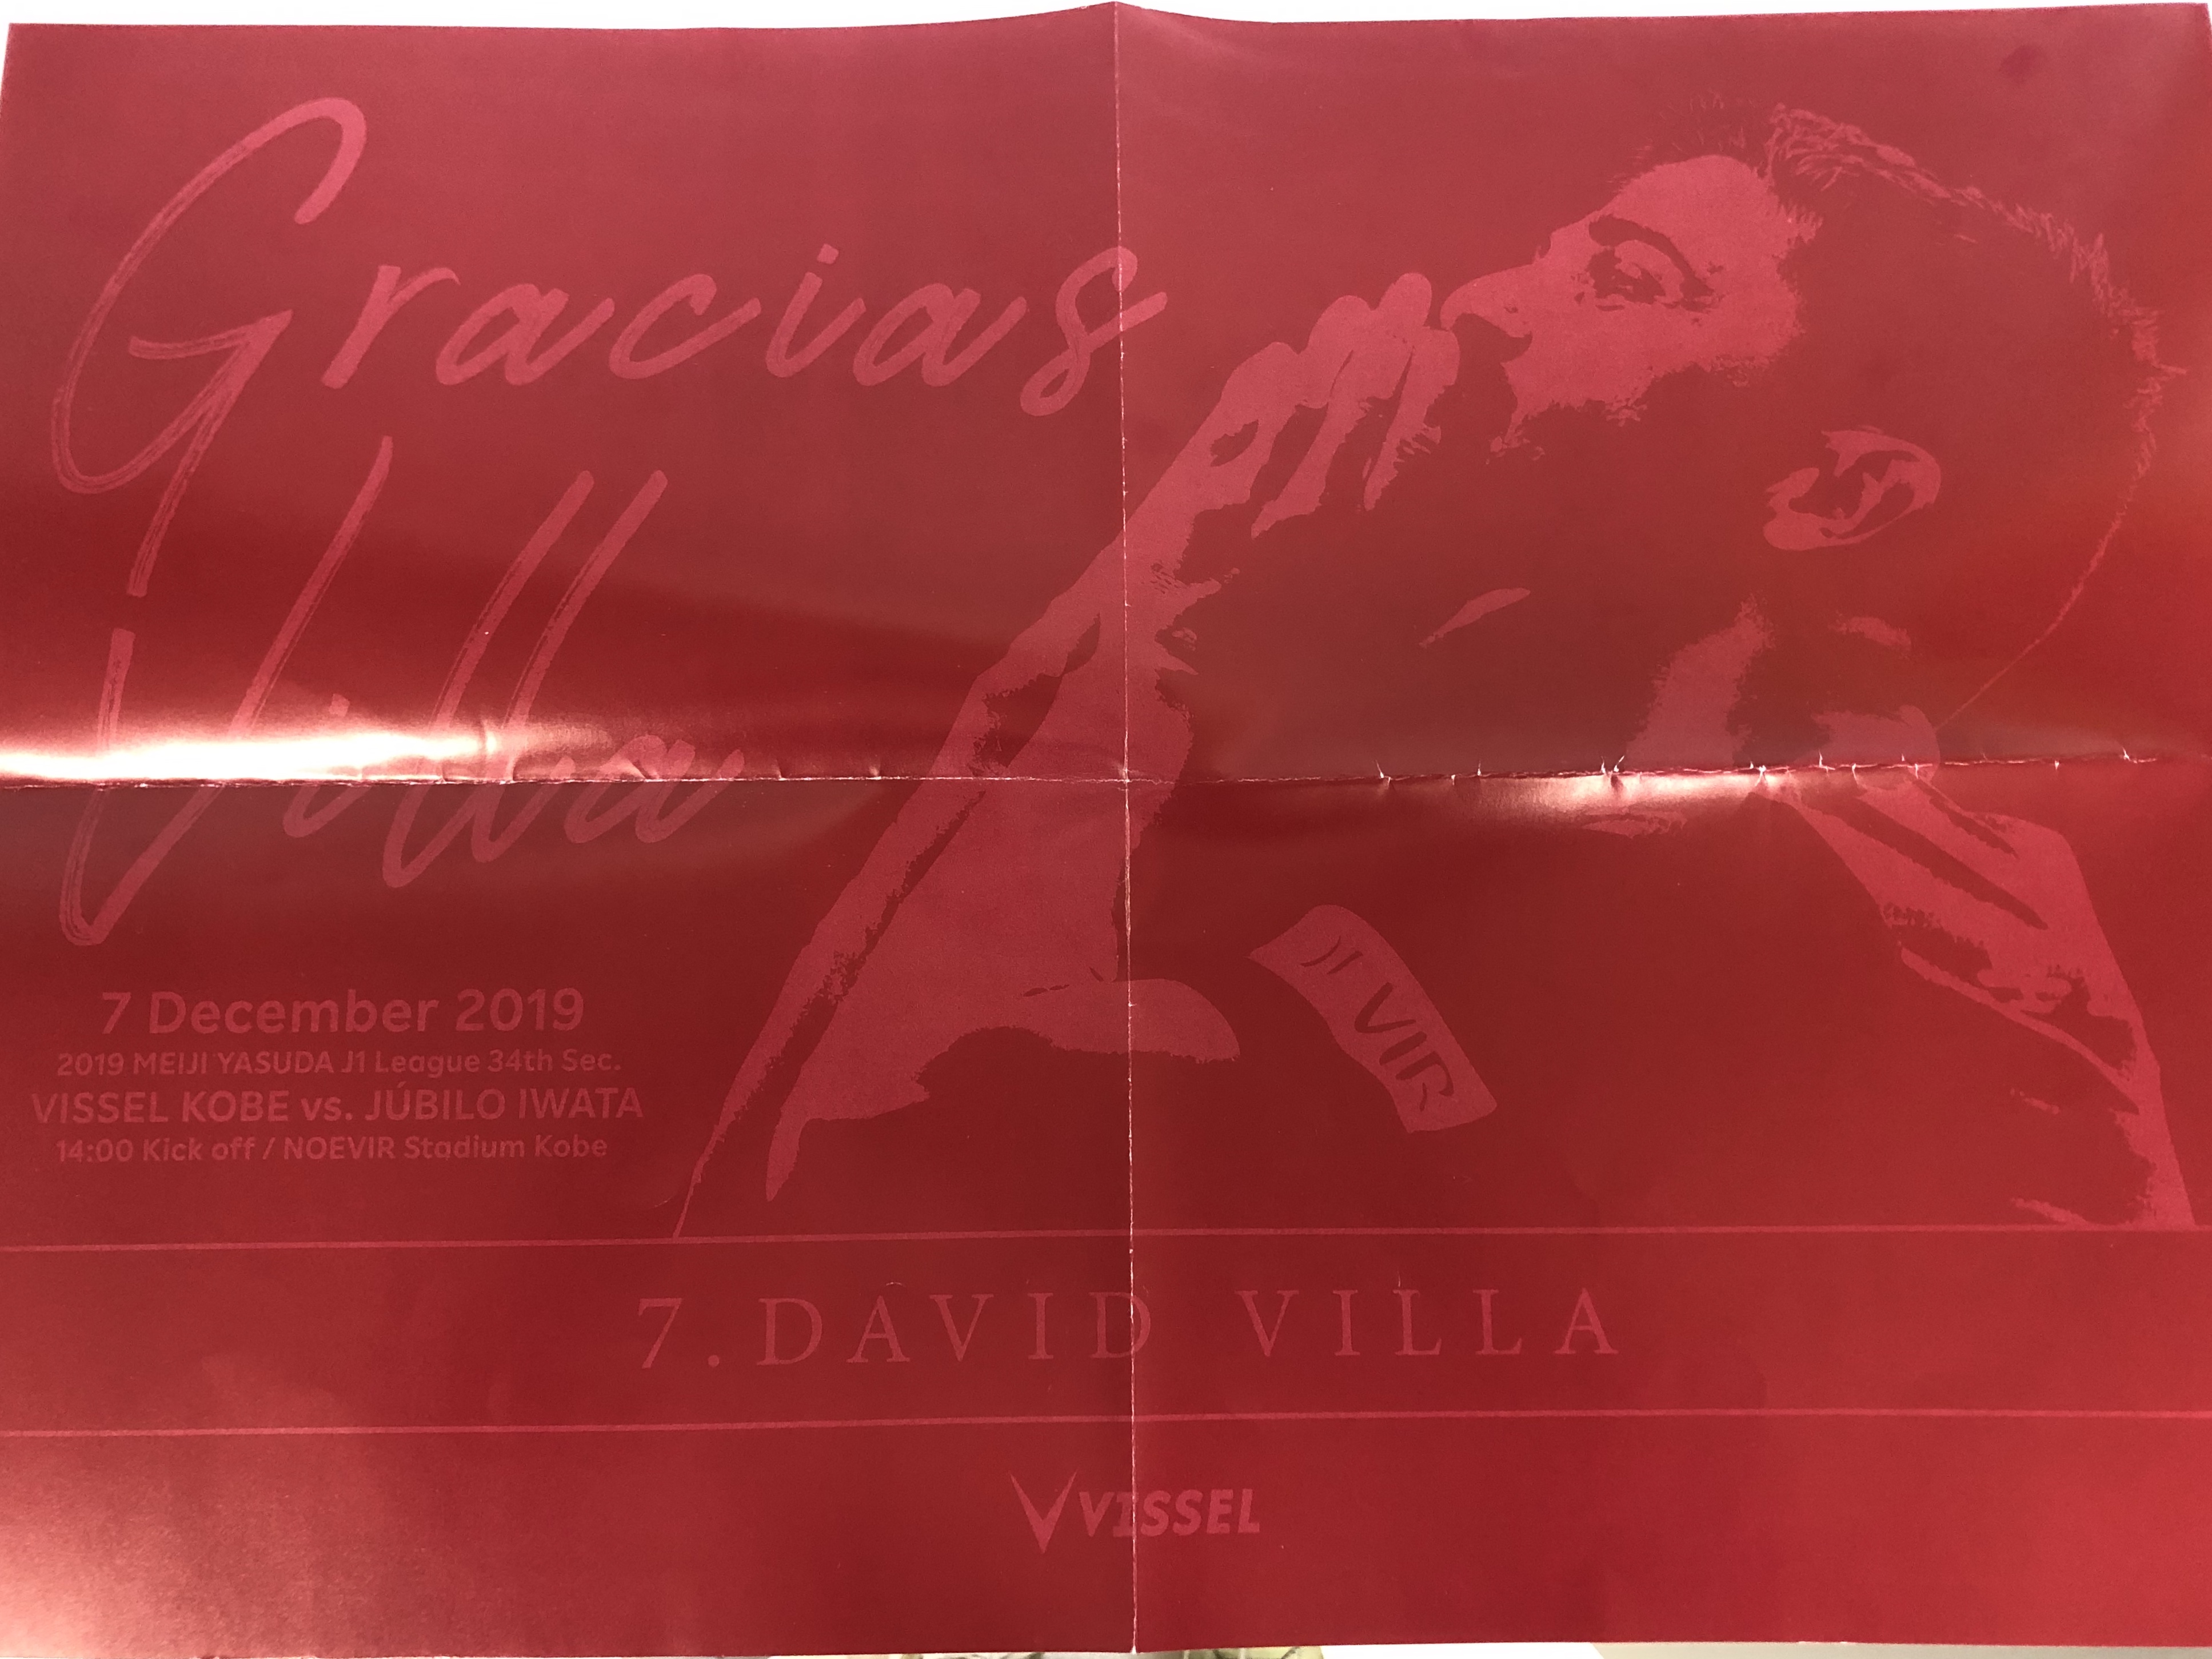 Gracias
Villa
7 December 2019
2019 MEIJI YASUDA J1 League 34th Sec.
VISSEL KOBE vs. JÚBILO IWATA
14:00 Kick off / NOEVIR Stadium Kobe
VIR
7. DAVID VILLA
VISSEL